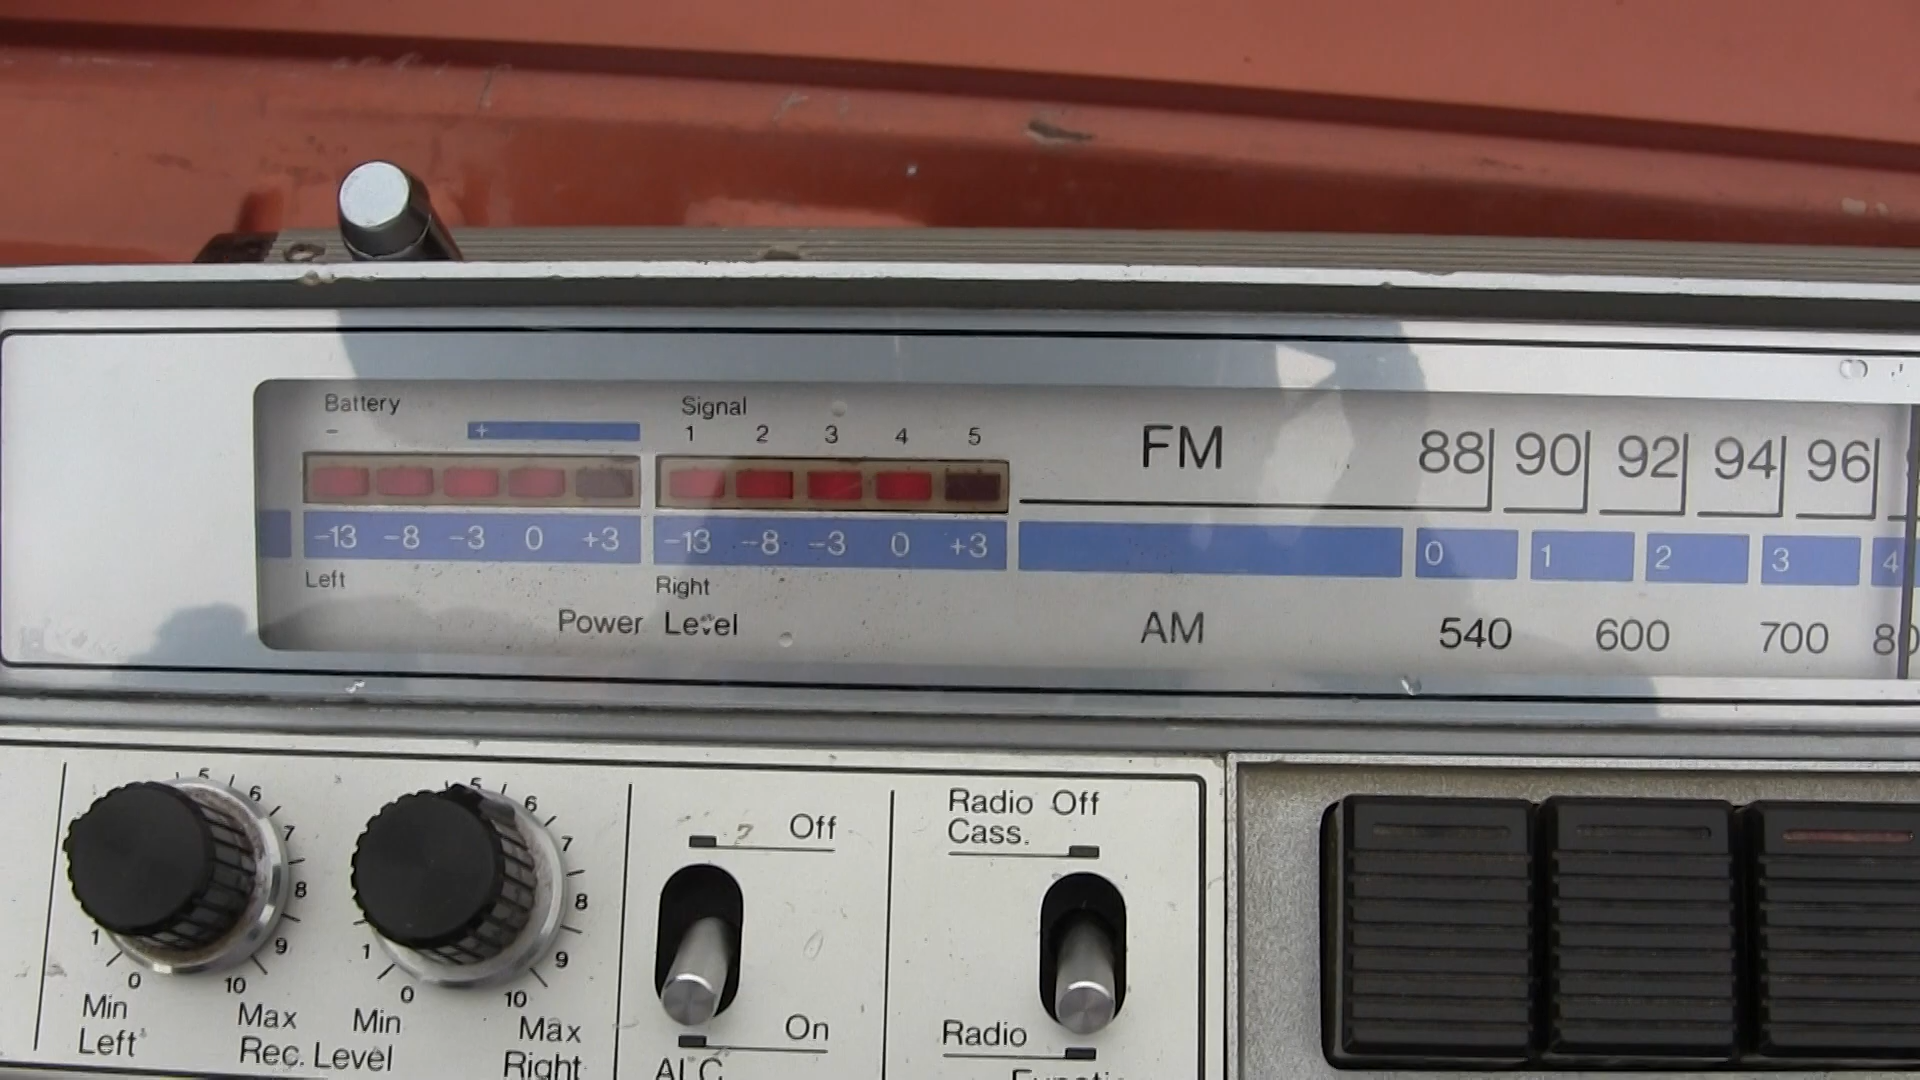 Battery Signal
- + 1 2 3 4 5
FM 88 90 92 94 96
-13 -8 -3 0 +3 -13 -8 -3 0 +3 0 1 2 3 4
Left Right
Power Level AM 540 600 700
5 6 7 8 9 10
1 0
Min Max
Left
5 6 7 8 9 10
1 0
Min Max
Right
Rec. Level
Off
On
ALC
Radio Off
Cass.
Radio